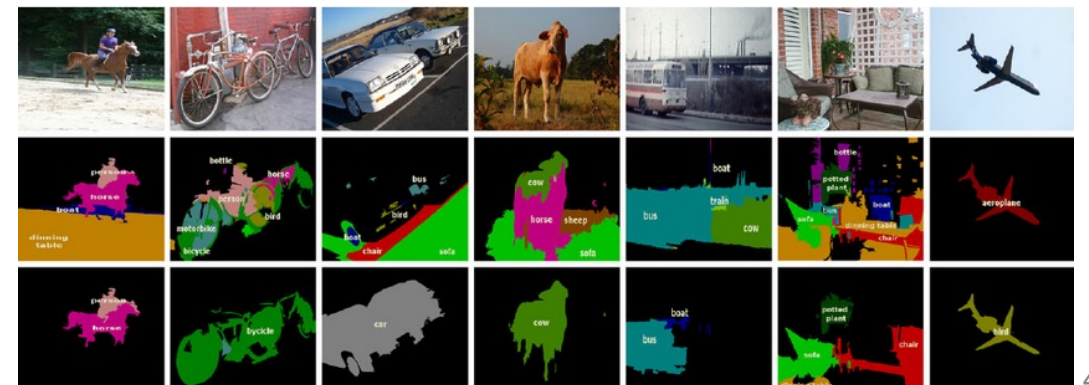 person
horse
boat
dinning
table
bottle
horse
person
bird
motorbike
bicycle
bus
bird
boat
chair
sofa
cow
horse
sheep
sofa
boat
train
bus
cow
bottle
potted
plant
bus
boat
dinning table
chair
sofa
aeroplane
person
horse
bycicle
car
cow
boat
bus
potted
plant
chair
sofa
bird